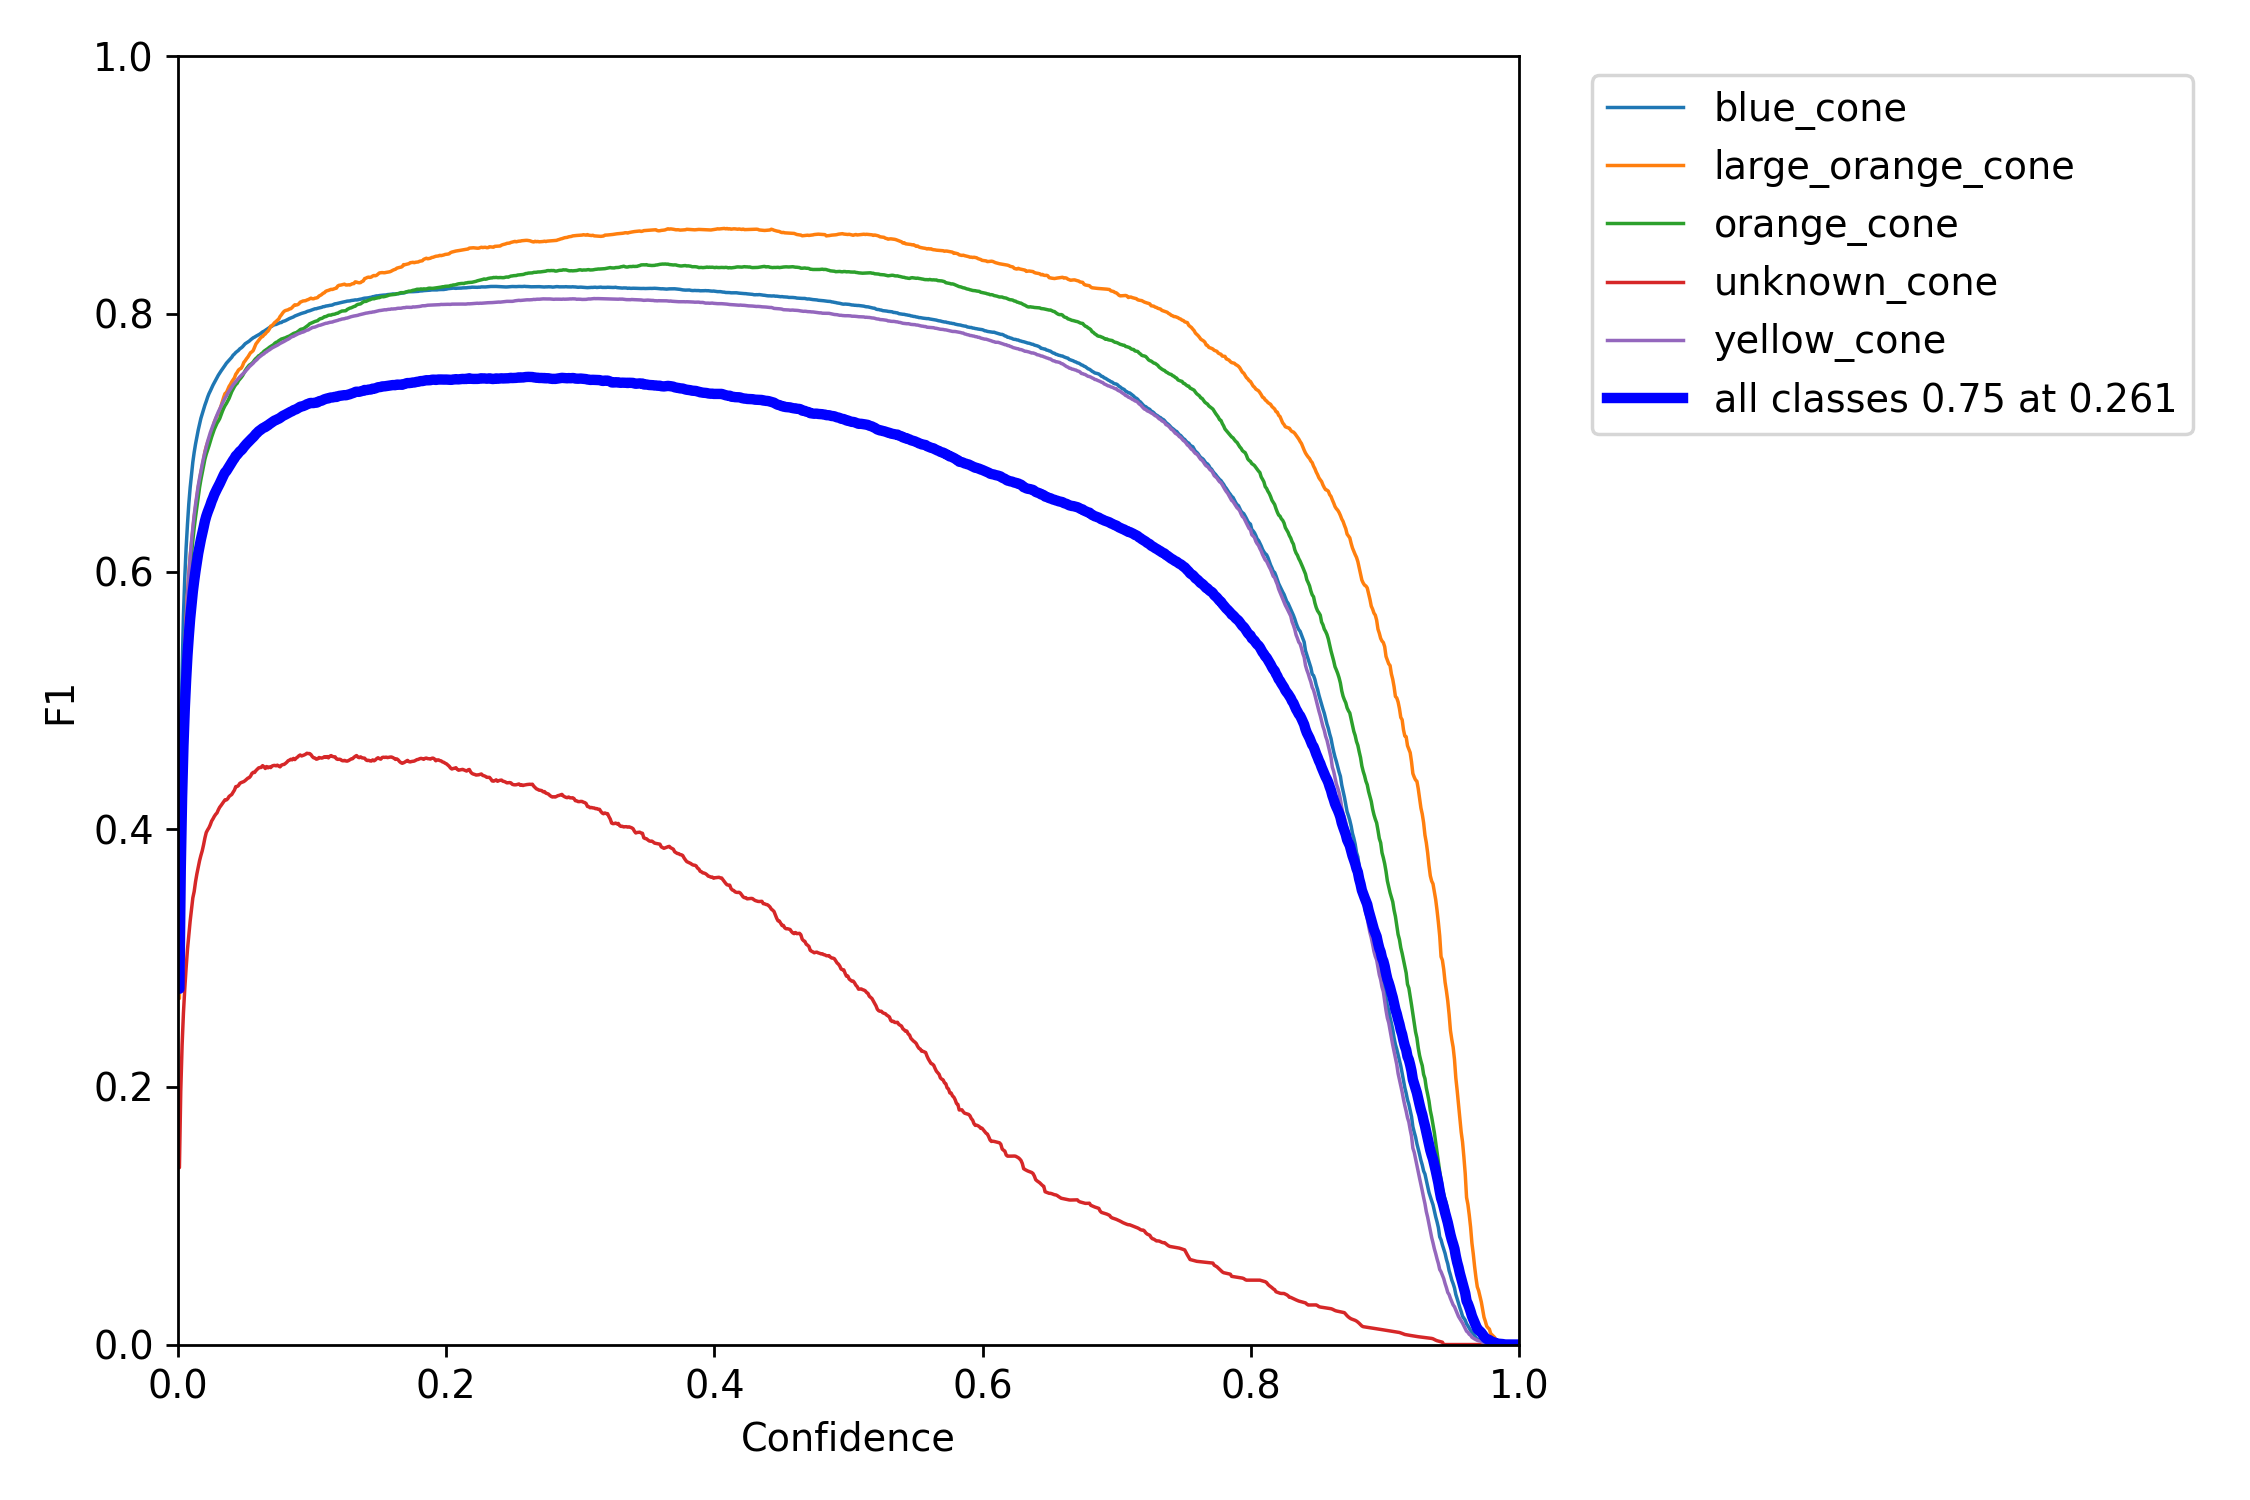 1.0
0.8
0.6
0.4
0.2
0.0
F1
0.0 0.2 0.4 0.6 0.8 1.0
Confidence
blue_cone
large_orange_cone
orange_cone
unknown_cone
yellow_cone
all classes 0.75 at 0.261